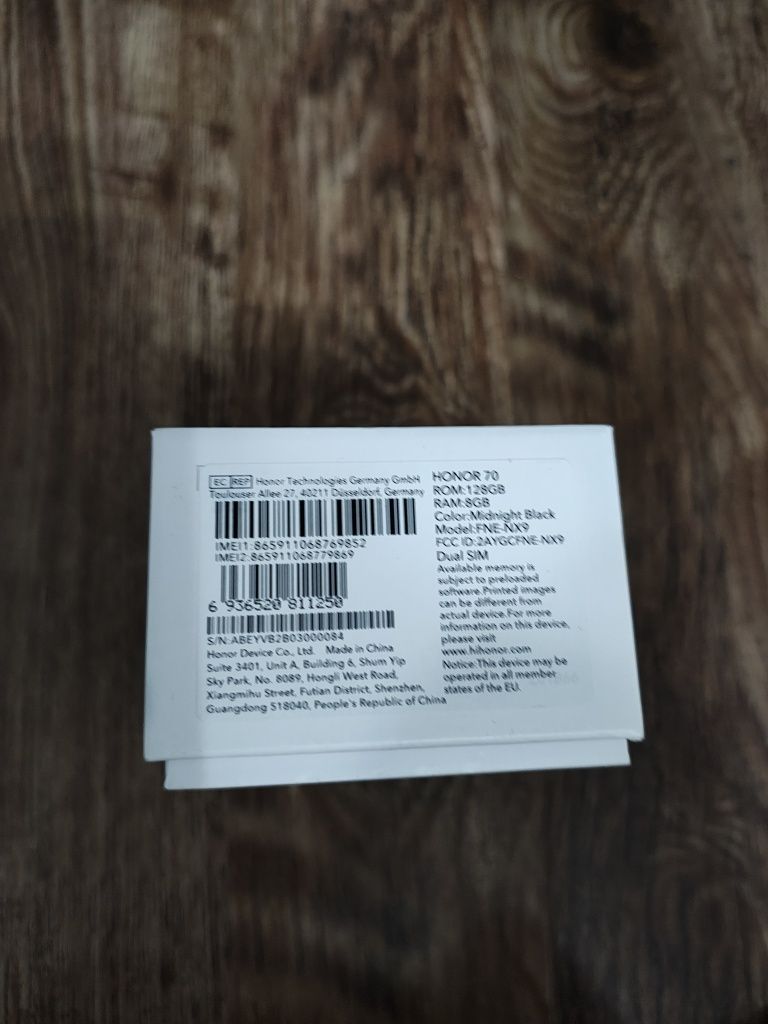 EC REP Honor Technologies Germany GmbH
Toulouser Allee 27, 40211 Düsseldorf, Germany
IMEI1:865911068769852
IMEI2:865911068779869
6 936520 811250
S/N:ABEYVB2B03000084
Honor Device Co., Ltd. Made in China
Suite 3401, Unit A, Building 6, Shum Yip
Sky Park, No. 8089, Hongli West Road,
Xiangmihu Street, Futian District, Shenzhen,
Guangdong 518040, People's Republic of China
HONOR 70
ROM:128GB
RAM:8GB
Color:Midnight Black
Model:FNE-NX9
FCC ID:2AYGCFNE-NX9
Dual SIM
Available memory is
subject to preloaded
software.Printed images
can be different from
actual device.For more
information on this device,
please visit
www.hihonor.com
Notice:This device may be
operated in all member
states of the EU.